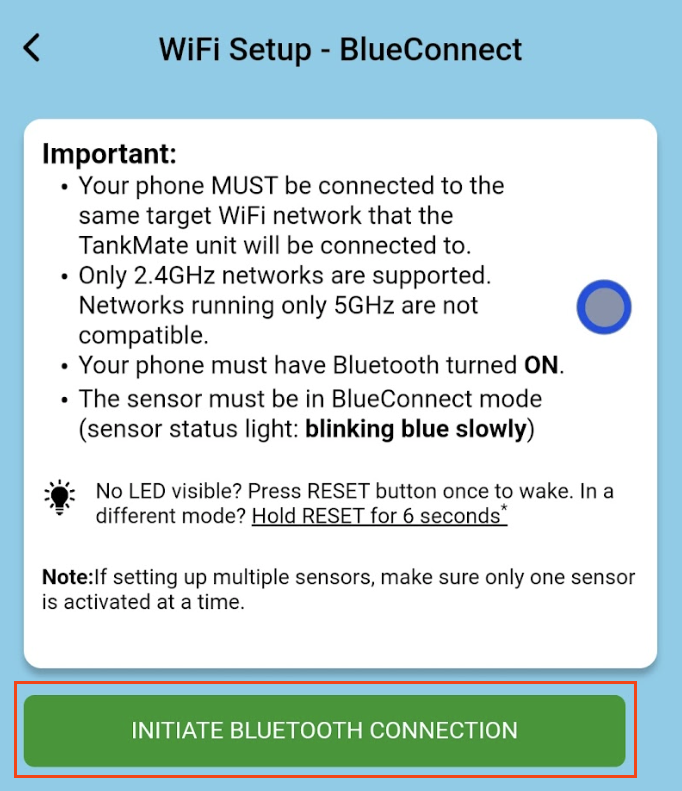 WiFi Setup - BlueConnect
Important:
• Your phone MUST be connected to the
same target WiFi network that the
TankMate unit will be connected to.
• Only 2.4GHz networks are supported.
Networks running only 5GHz are not
compatible.
• Your phone must have Bluetooth turned ON.
• The sensor must be in BlueConnect mode
(sensor status light: blinking blue slowly)
No LED visible? Press RESET button once to wake. In a
different mode? Hold RESET for 6 seconds*
Note:If setting up multiple sensors, make sure only one sensor
is activated at a time.
INITIATE BLUETOOTH CONNECTION